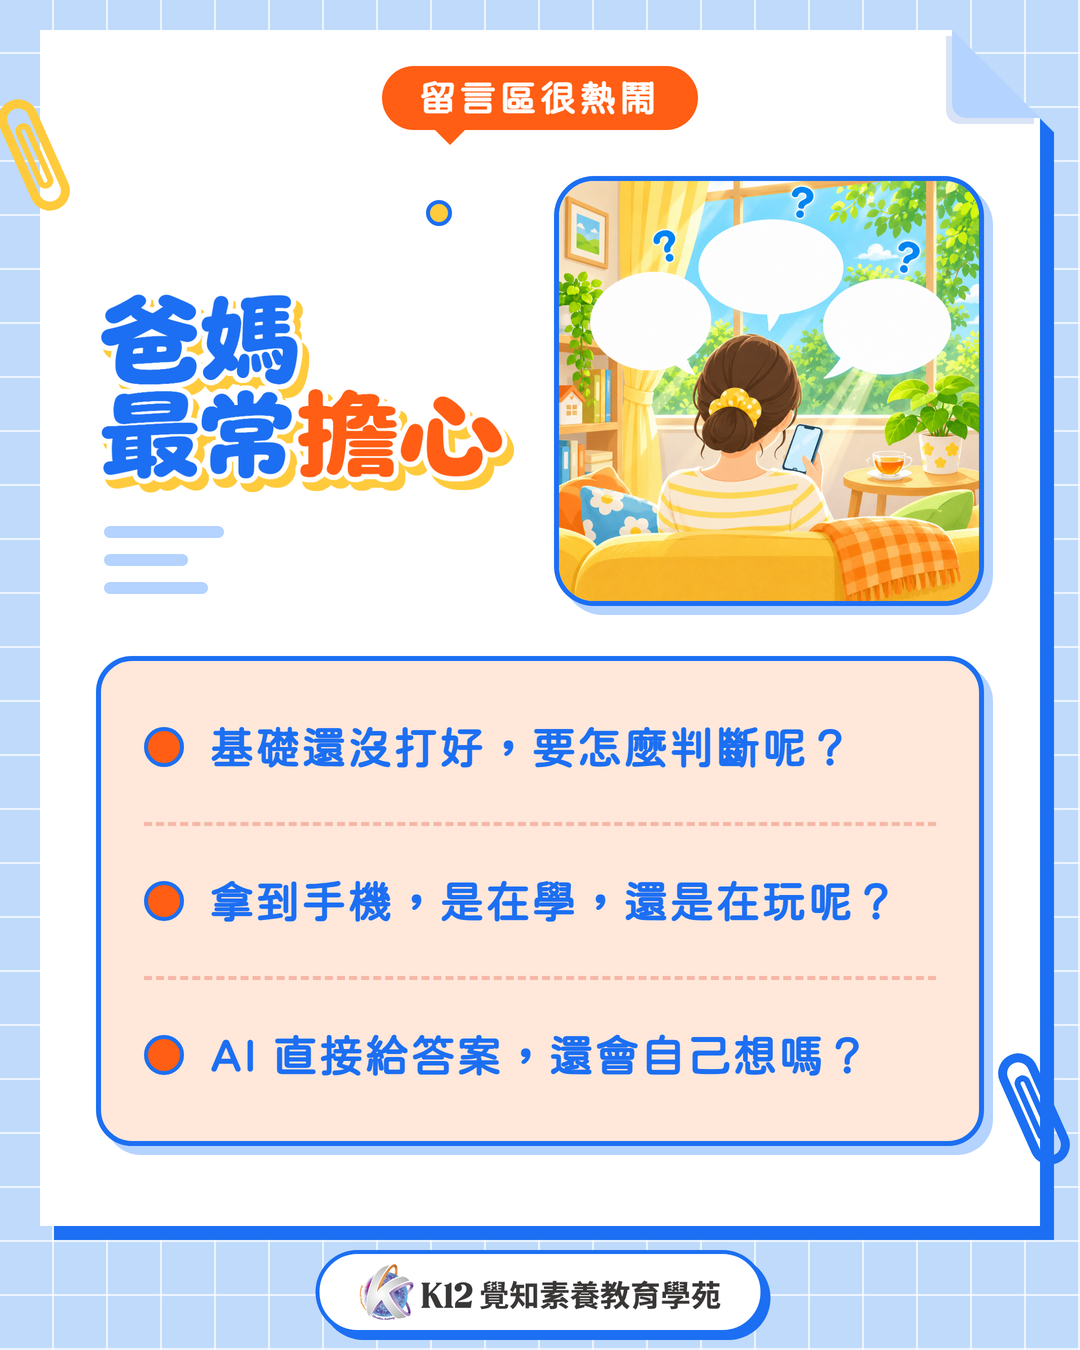 留言區很熱鬧
爸媽
最常擔心
?
?
?
基礎還沒打好，要怎麼判斷呢？
拿到手機，是在學，還是在玩呢？
AI 直接給答案，還會自己想嗎？
K12 覺知素養教育學苑